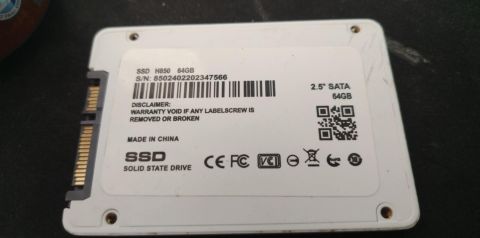 SSD H850 64GB
S/N: 8502402202347566
2.5" SATA
64GB
DISCLAIMER:
WARRANTY VOID IF ANY LABELSCREW IS
REMOVED OR BROKEN
MADE IN CHINA
SSD
SOLID STATE DRIVE
CE FC